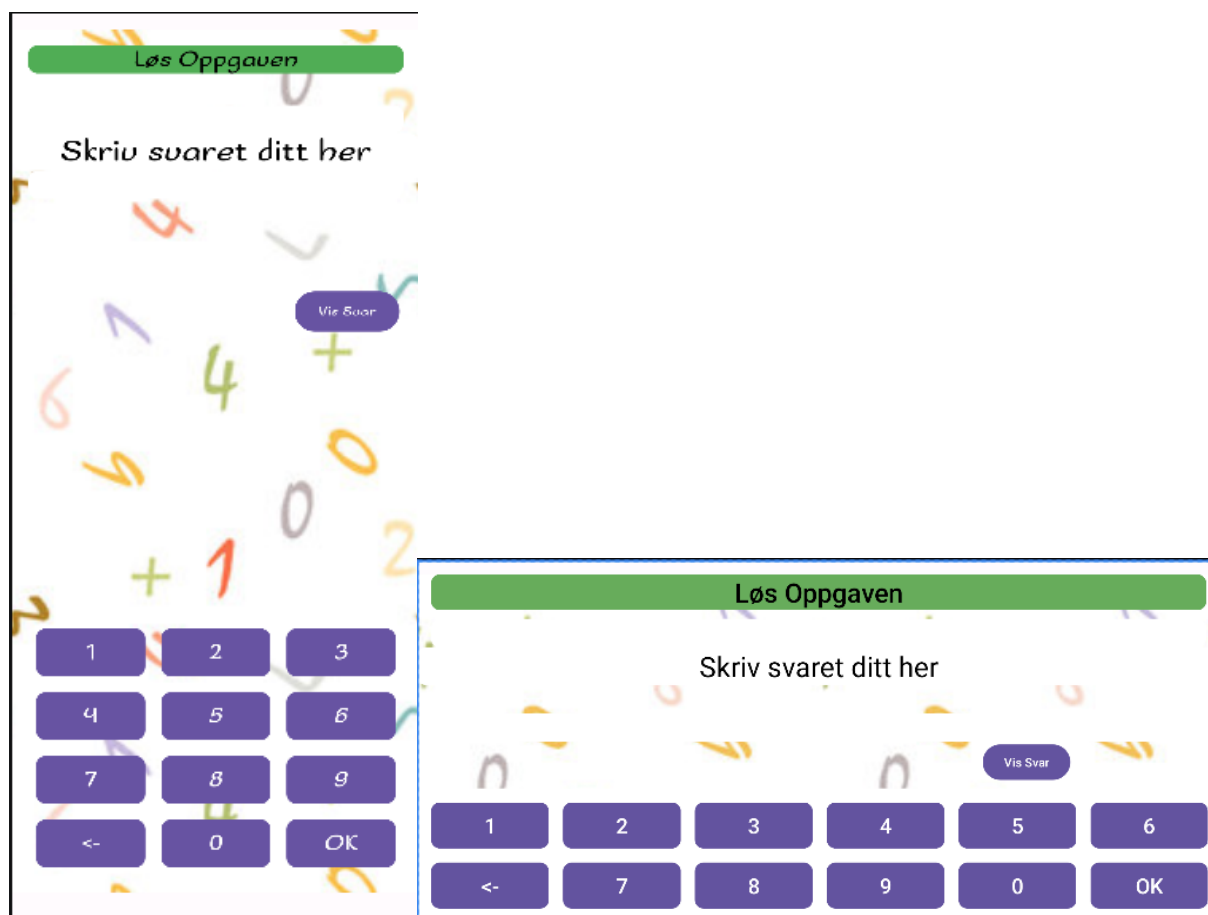 Løs Oppgaven
Skriv svaret ditt her
Vis Svar
1 2 3
4 5 6
7 8 9
<- 0 OK
Løs Oppgaven
Skriv svaret ditt her
Vis Svar
1 2 3 4 5 6
<- 7 8 9 0 OK